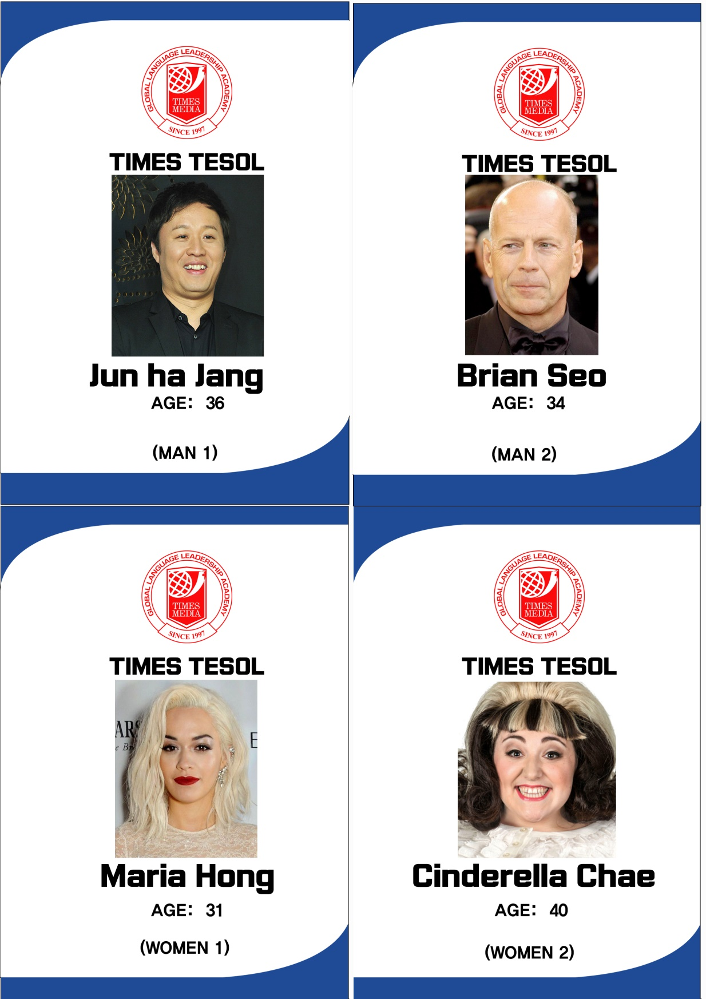 GLOBAL LANGUAGE LEADERSHIP ACADEMY
TIMES
MEDIA
SINCE 1997
TIMES TESOL
Jun ha Jang
AGE: 36
(MAN 1)
GLOBAL LANGUAGE LEADERSHIP ACADEMY
TIMES
MEDIA
SINCE 1997
TIMES TESOL
Brian Seo
AGE: 34
(MAN 2)
GLOBAL LANGUAGE LEADERSHIP ACADEMY
TIMES
MEDIA
SINCE 1997
TIMES TESOL
ARS
E
e Br
Maria Hong
AGE: 31
(WOMEN 1)
GLOBAL LANGUAGE LEADERSHIP ACADEMY
TIMES
MEDIA
SINCE 1997
TIMES TESOL
Cinderella Chae
AGE: 40
(WOMEN 2)